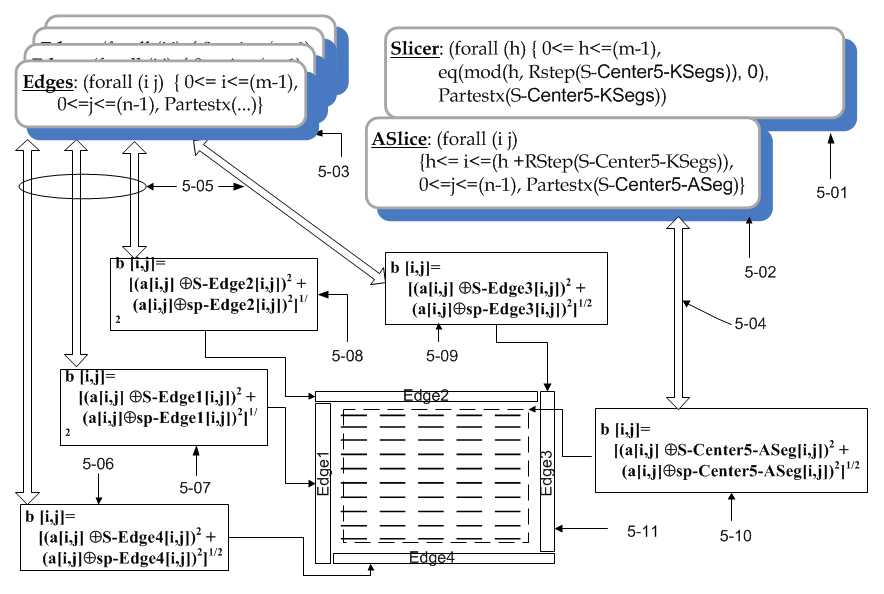 Edges: (forall (i j) { 0<= i<=(m-1),
0<=j<=(n-1), Partestx(...)}
Slicer: (forall (h) { 0<= h<=(m-1),
eq(mod(h, Rstep(S-Center5-KSegs)), 0),
Partestx(S-Center5-KSegs))
ASlice: (forall (i j)
{h<= i<=(h +RStep(S-Center5-KSegs)),
0<=j<=(n-1), Partestx(S-Center5-ASeg)}
5-03
5-05
5-01
5-02
b [i,j]=
[(a[i,j] ⊕S-Edge2[i,j])² +
(a[i,j]⊕sp-Edge2[i,j])²]¹/
2
b [i,j]=
[(a[i,j] ⊕S-Edge3[i,j])² +
(a[i,j]⊕sp-Edge3[i,j])²]¹/²
5-04
5-08
5-09
b [i,j]=
[(a[i,j] ⊕S-Edge1[i,j])² +
(a[i,j]⊕sp-Edge1[i,j])²]¹/
2
Edge2
Edge1
Edge3
Edge4
b [i,j]=
[(a[i,j] ⊕S-Center5-ASeg[i,j])² +
(a[i,j]⊕sp-Center5-ASeg[i,j])²]¹/²
5-06
5-07
b [i,j]=
[(a[i,j] ⊕S-Edge4[i,j])² +
(a[i,j]⊕sp-Edge4[i,j])²]¹/²
5-11
5-10